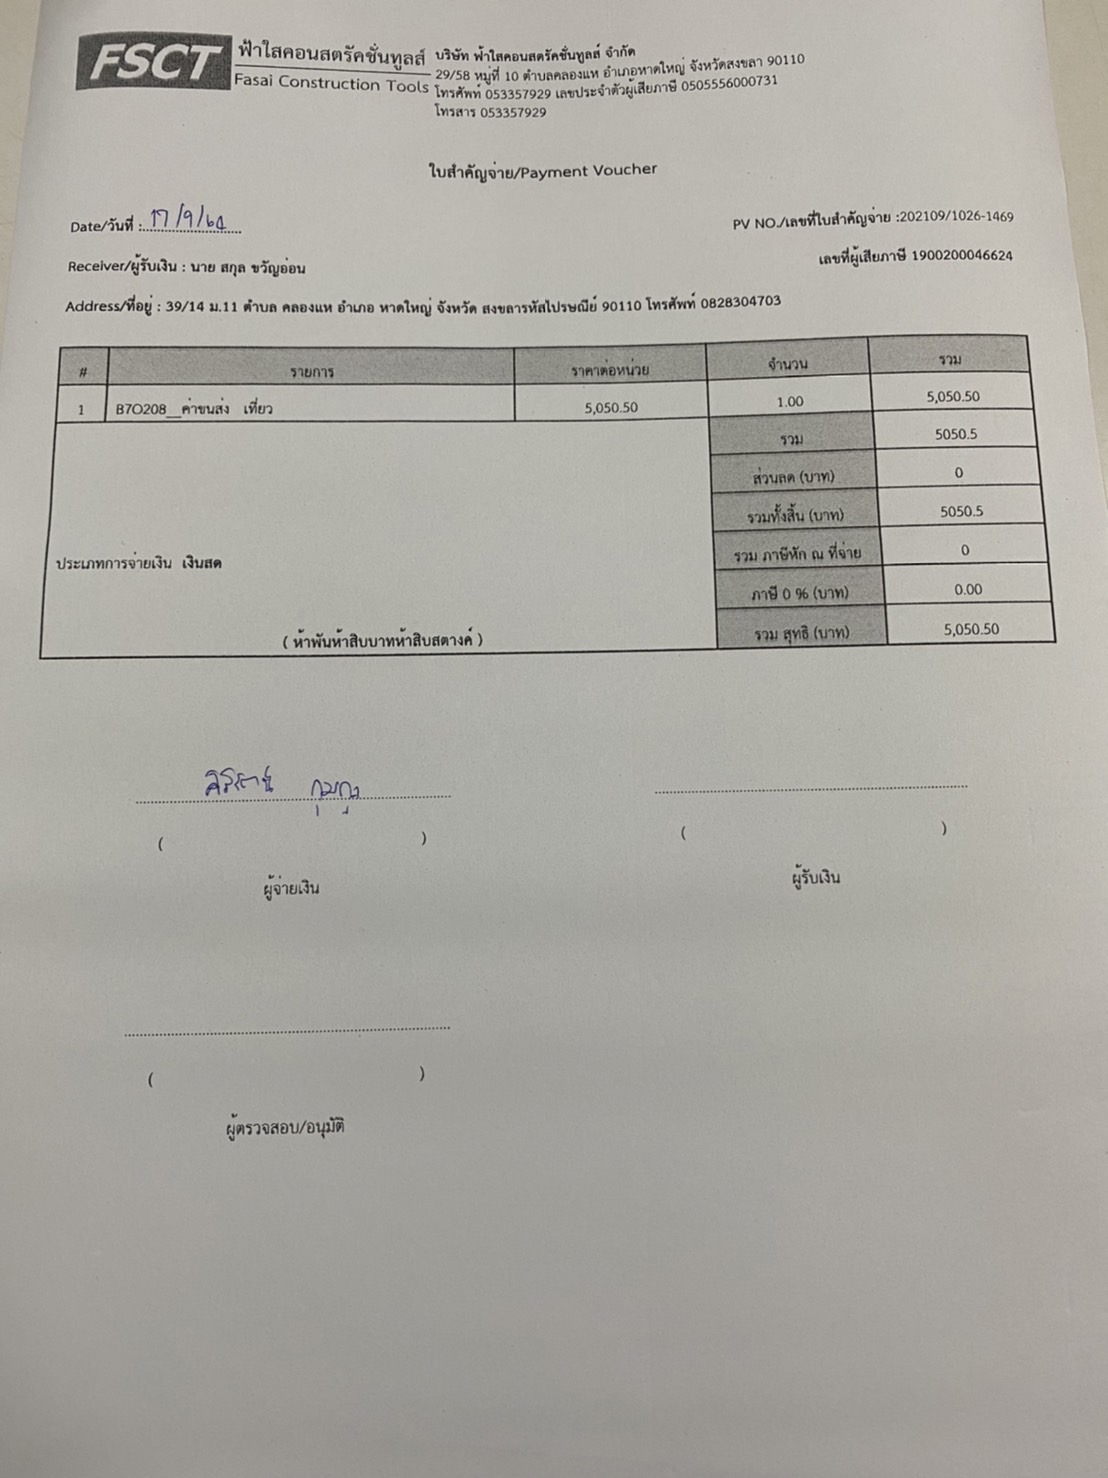 FSCT
ฟ้าใสคอนสตรัคชั่นทูลส์
Fasai Construction Tools
บริษัท ฟ้าใสคอนสตรัคชั่นทูลส์ จำกัด
29/58 หมู่ที่ 10 ตำบลคลองแห อำเภอหาดใหญ่ จังหวัดสงขลา 90110
โทรศัพท์ 053357929 เลขประจำตัวผู้เสียภาษี 0505556000731
โทรสาร 053357929
ใบสำคัญจ่าย/Payment Voucher
Date/วันที่ : 17/9/64
PV NO./เลขที่ใบสำคัญจ่าย :202109/1026-1469
Receiver/ผู้รับเงิน : นาย สกุล ขวัญอ่อน
เลขที่ผู้เสียภาษี 1900200046624
Address/ที่อยู่ : 39/14 ม.11 ตำบล คลองแห อำเภอ หาดใหญ่ จังหวัด สงขลารหัสไปรษณีย์ 90110 โทรศัพท์ 0828304703
# รายการ ราคาต่อหน่วย จำนวน รวม
1 B7O208__ค่าขนส่ง เที่ยว 5,050.50 1.00 5,050.50
รวม 5050.5
ส่วนลด (บาท) 0
รวมทั้งสิ้น (บาท) 5050.5
ประเภทการจ่ายเงิน เงินสด
รวม ภาษีหัก ณ ที่จ่าย 0
ภาษี 0 % (บาท) 0.00
( ห้าพันห้าสิบบาทห้าสิบสตางค์ )
รวม สุทธิ (บาท) 5,050.50
( )
( )
ผู้จ่ายเงิน
ผู้รับเงิน
( )
ผู้ตรวจสอบ/อนุมัติ